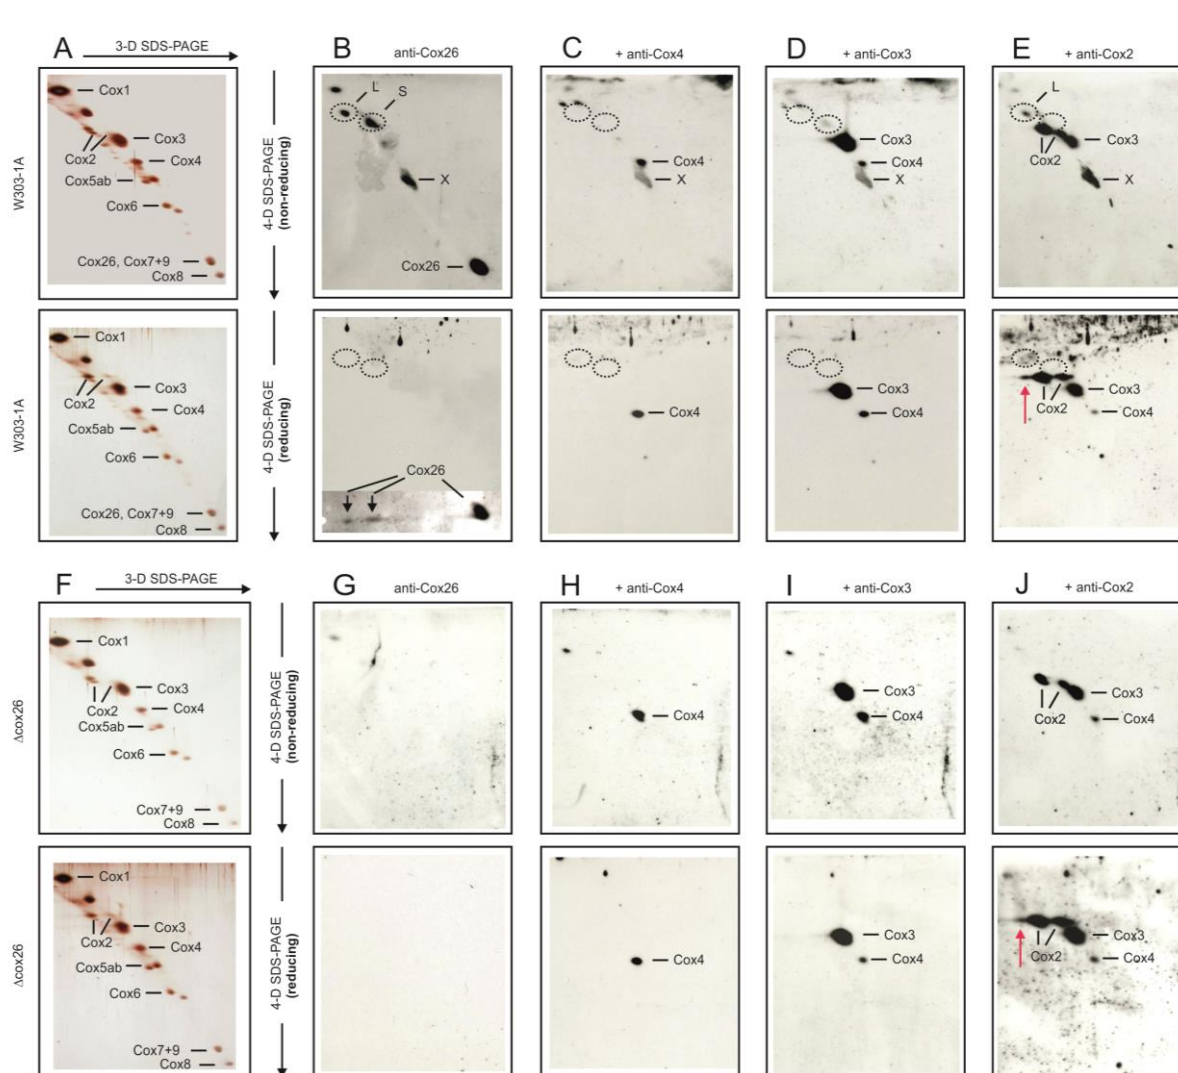 A 3-D SDS-PAGE
B anti-Cox26
C + anti-Cox4
D + anti-Cox3
E + anti-Cox2
W303-1A
Cox1
Cox3
Cox2
Cox4
Cox5ab
Cox6
Cox26, Cox7+9
Cox8
4-D SDS-PAGE
(non-reducing)
L
S
X
Cox26
Cox4
X
Cox3
Cox4
X
L
Cox3
Cox2
X
W303-1A
Cox1
Cox3
Cox2
Cox4
Cox5ab
Cox6
Cox26, Cox7+9
Cox8
4-D SDS-PAGE
(reducing)
Cox26
Cox4
Cox3
Cox4
Cox3
Cox2
Cox4
F 3-D SDS-PAGE
G anti-Cox26
H + anti-Cox4
I + anti-Cox3
J + anti-Cox2
Δcox26
Cox1
Cox3
Cox2
Cox4
Cox5ab
Cox6
Cox7+9
Cox8
4-D SDS-PAGE
(non-reducing)
Cox4
Cox3
Cox4
Cox3
Cox2
Cox4
Δcox26
Cox1
Cox3
Cox2
Cox4
Cox5ab
Cox6
Cox7+9
Cox8
4-D SDS-PAGE
(reducing)
Cox4
Cox3
Cox4
Cox3
Cox2
Cox4